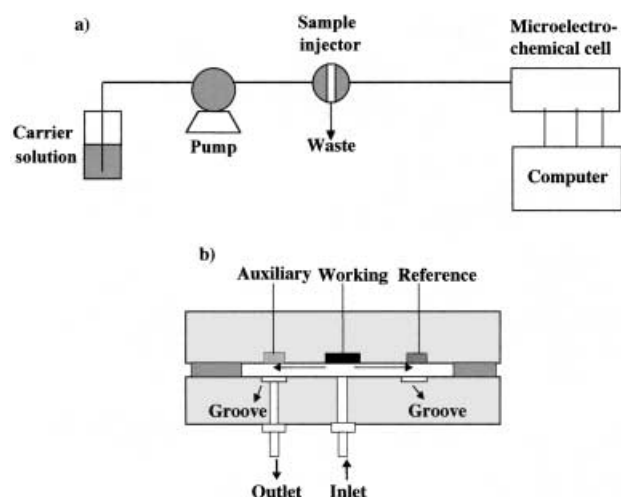 a)
Sample
injector
Microelectro-
chemical cell
Carrier
solution
Pump
Waste
Computer
b)
Auxiliary Working Reference
Groove
Groove
Outlet
Inlet